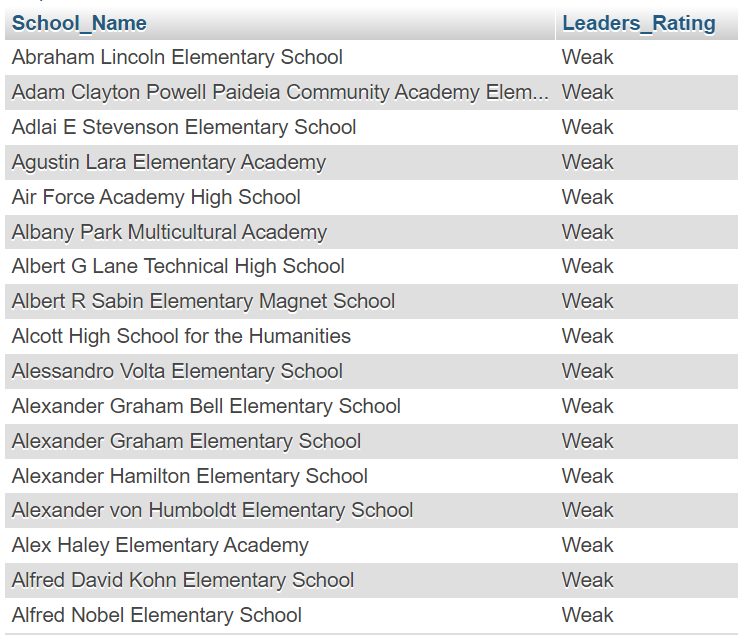 School_Name Leaders_Rating
Abraham Lincoln Elementary School Weak
Adam Clayton Powell Paideia Community Academy Elem... Weak
Adlai E Stevenson Elementary School Weak
Agustin Lara Elementary Academy Weak
Air Force Academy High School Weak
Albany Park Multicultural Academy Weak
Albert G Lane Technical High School Weak
Albert R Sabin Elementary Magnet School Weak
Alcott High School for the Humanities Weak
Alessandro Volta Elementary School Weak
Alexander Graham Bell Elementary School Weak
Alexander Graham Elementary School Weak
Alexander Hamilton Elementary School Weak
Alexander von Humboldt Elementary School Weak
Alex Haley Elementary Academy Weak
Alfred David Kohn Elementary School Weak
Alfred Nobel Elementary School Weak